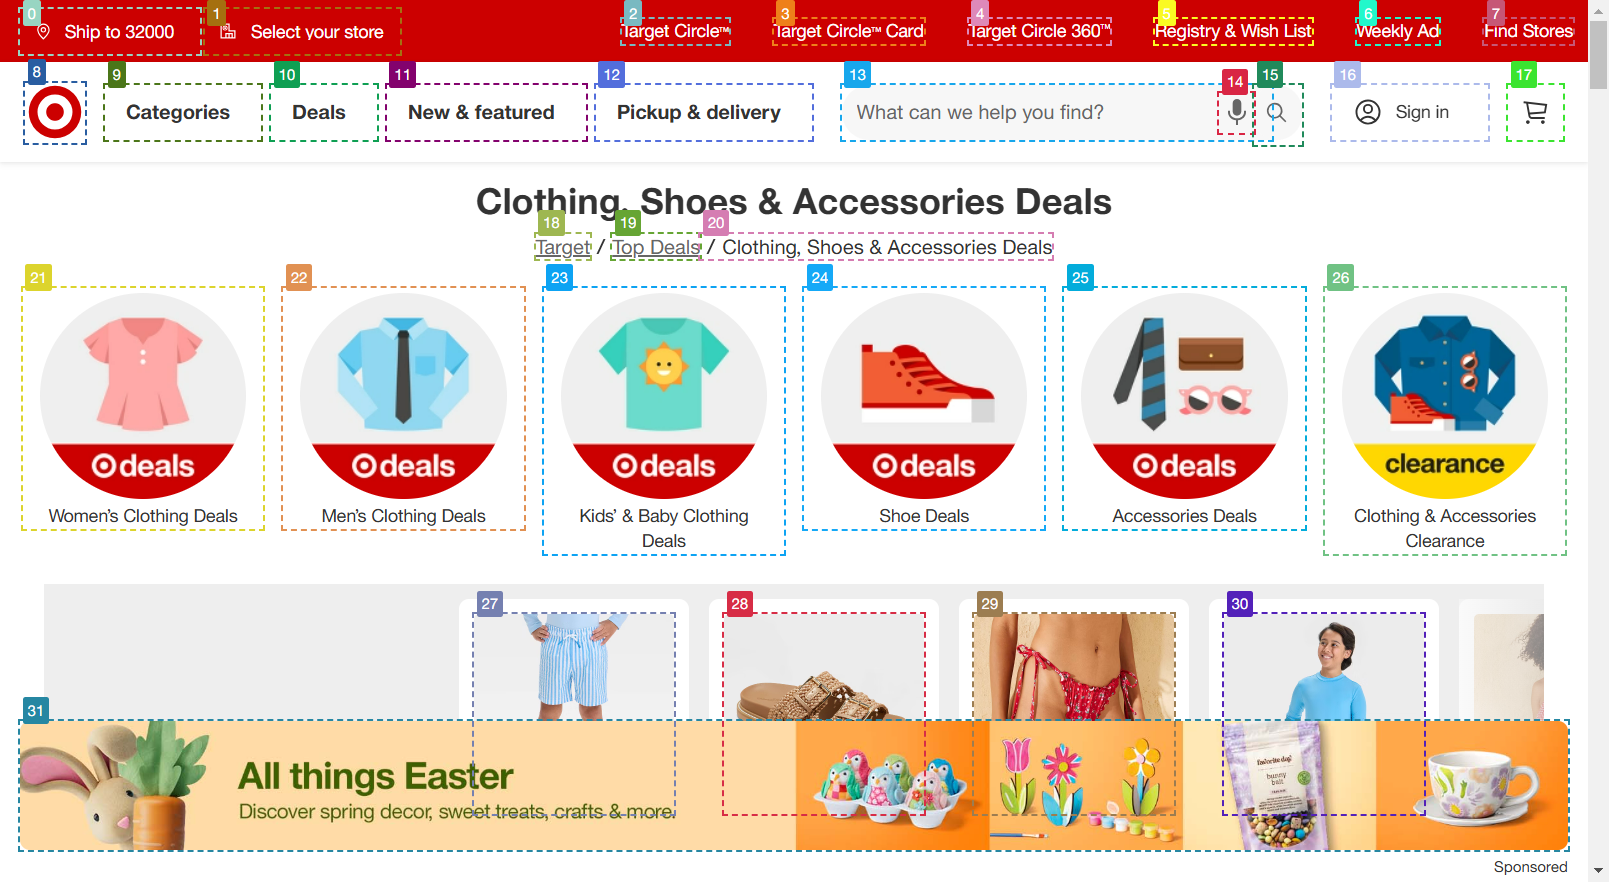 0
1
2
3
4
5
6
7
Ship to 32000
Select your store
Target Circle™
Target Circle™ Card
Target Circle 360™
Registry & Wish List
Weekly Ad
Find Stores
8
9
10
11
12
13
14
15
16
17
Categories
Deals
New & featured
Pickup & delivery
What can we help you find?
Sign in
Clothing, Shoes & Accessories Deals
18
19
20
Target / Top Deals / Clothing, Shoes & Accessories Deals
21
22
23
24
25
26
deals
deals
deals
deals
deals
clearance
Women's Clothing Deals
Men's Clothing Deals
Kids' & Baby Clothing
Deals
Shoe Deals
Accessories Deals
Clothing & Accessories
Clearance
27
28
29
30
31
All things Easter
Discover spring decor, sweet treats, crafts & more.
favorite day
bunny
bait
Sponsored